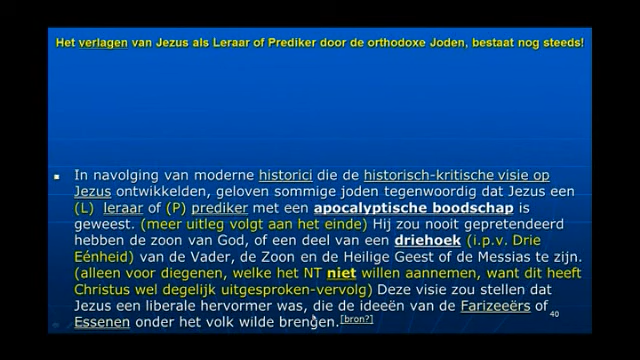 Het verlagen van Jezus als Leraar of Prediker door de orthodoxe Joden, bestaat nog steeds!
In navolging van moderne historici die de historisch-kritische visie op
Jezus ontwikkelden, geloven sommige joden tegenwoordig dat Jezus een
(L) leraar of (P) prediker met een apocalyptische boodschap is
geweest. (meer uitleg volgt aan het einde) Hij zou nooit gepretendeerd
hebben de zoon van God, of een deel van een driehoek (i.p.v. Drie
Eénheid) van de Vader, de Zoon en de Heilige Geest of de Messias te zijn.
(alleen voor diegenen, welke het NT niet willen aannemen, want dit heeft
Christus wel degelijk uitgesproken-vervolg) Deze visie zou stellen dat
Jezus een liberale hervormer was, die de ideeën van de Farizeeërs of
Essenen onder het volk wilde brengen.[bron?]
40